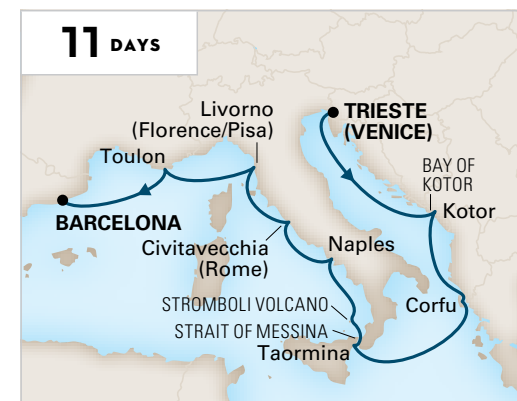 11 DAYS
Livorno
(Florence/Pisa)
TRIESTE
(VENICE)
Toulon
BAY OF
KOTOR
Kotor
BARCELONA
Civitavecchia
(Rome)
Naples
STROMBOLI VOLCANO
Corfu
STRAIT OF MESSINA
Taormina